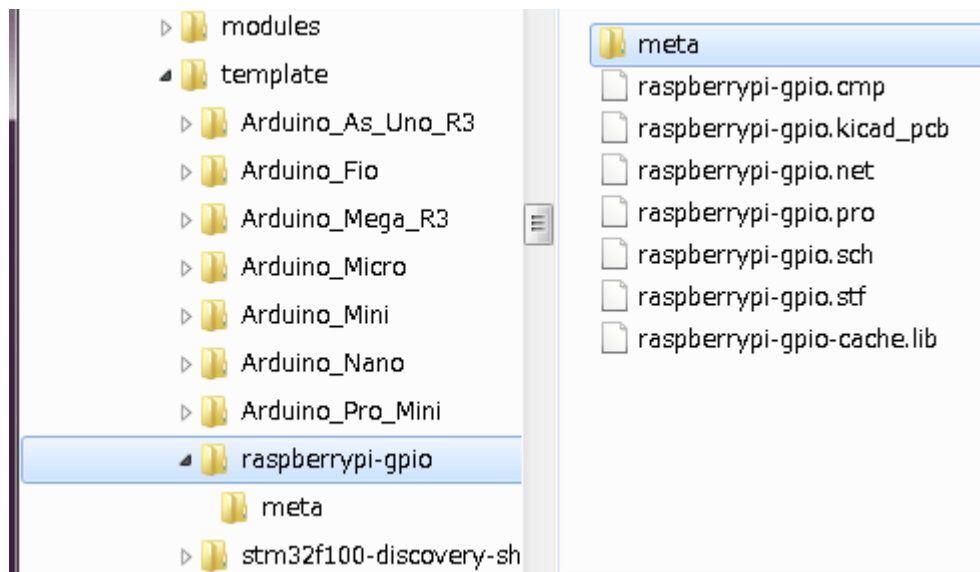 modules
template
Arduino_As_Uno_R3
Arduino_Fio
Arduino_Mega_R3
Arduino_Micro
Arduino_Mini
Arduino_Nano
Arduino_Pro_Mini
raspberrypi-gpio
meta
stm32f100-discovery-sh
meta
raspberrypi-gpio.cmp
raspberrypi-gpio.kicad_pcb
raspberrypi-gpio.net
raspberrypi-gpio.pro
raspberrypi-gpio.sch
raspberrypi-gpio.stf
raspberrypi-gpio-cache.lib